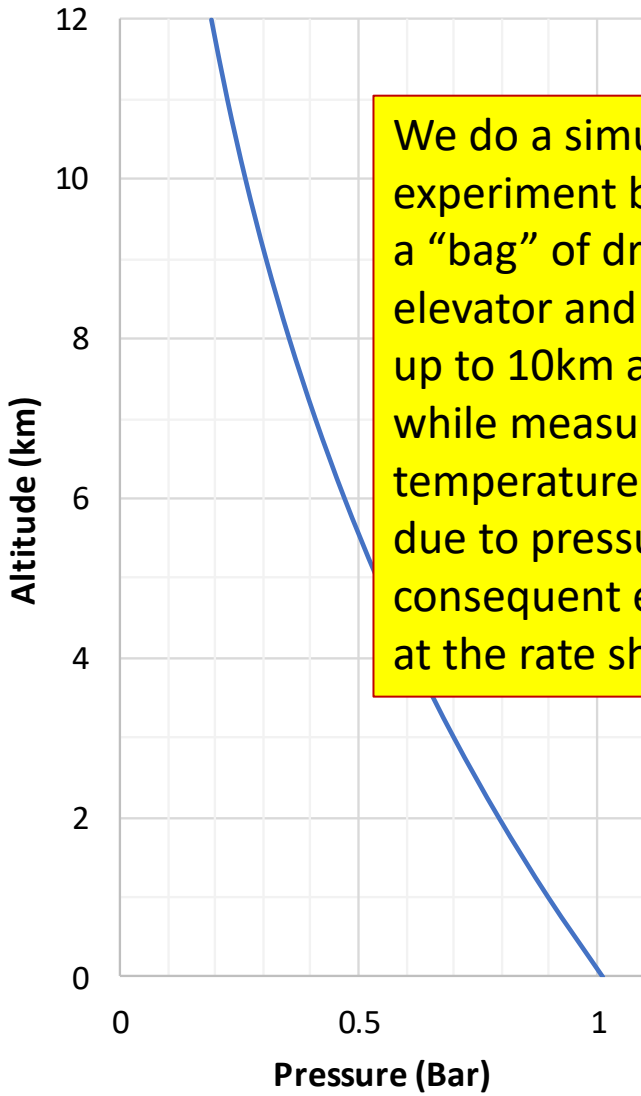 12
10
8
6
4
2
0
Altitude (km)
We do a simu
experiment b
a “bag” of dr
elevator and
up to 10km a
while measu
temperature
due to pressu
consequent e
at the rate sh
0 0.5 1
Pressure (Bar)